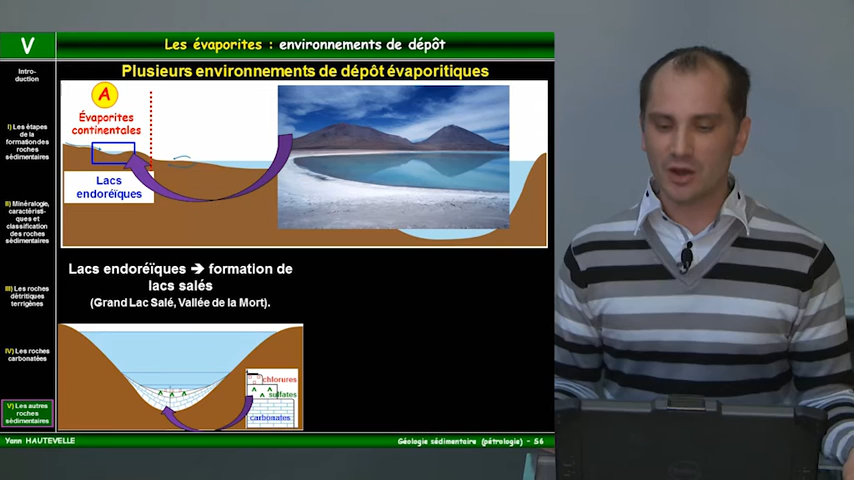 V
Les évaporites : environnements de dépôt
Intro-
duction
I) Les étapes
de la
formation des
roches
sédimentaires
II) Minéralogie,
caractérist-
iques et
classification
des roches
sédimentaires
III) Les roches
détritiques
terrigènes
IV) Les roches
carbonatées
V) Les autres
roches
sédimentaires
Plusieurs environnements de dépôt évaporitiques
A
Évaporites
continentales
Lacs
endoréïques
Lacs endoréïques ➔ formation de
lacs salés
(Grand Lac Salé, Vallée de la Mort).
chlorures
sulfates
carbonates
Yann HAUTEVELLE
Géologie sédimentaire (pétrologie) - 56